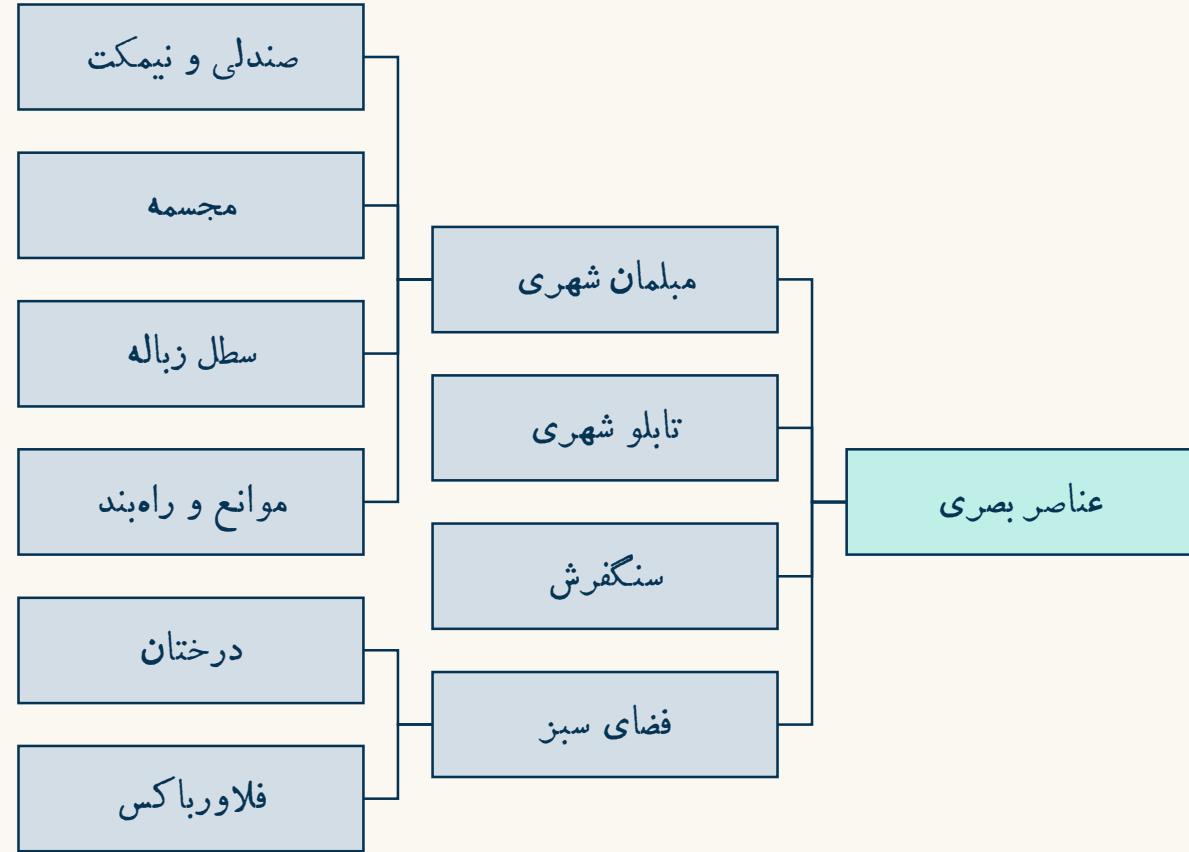 عناصر بصری
مبلمان شهری
صندلی و نیمکت
مجسمه
سطل زباله
موانع و راه‌بند
تابلو شهری
سنگفرش
فضای سبز
درختان
فلاورباکس